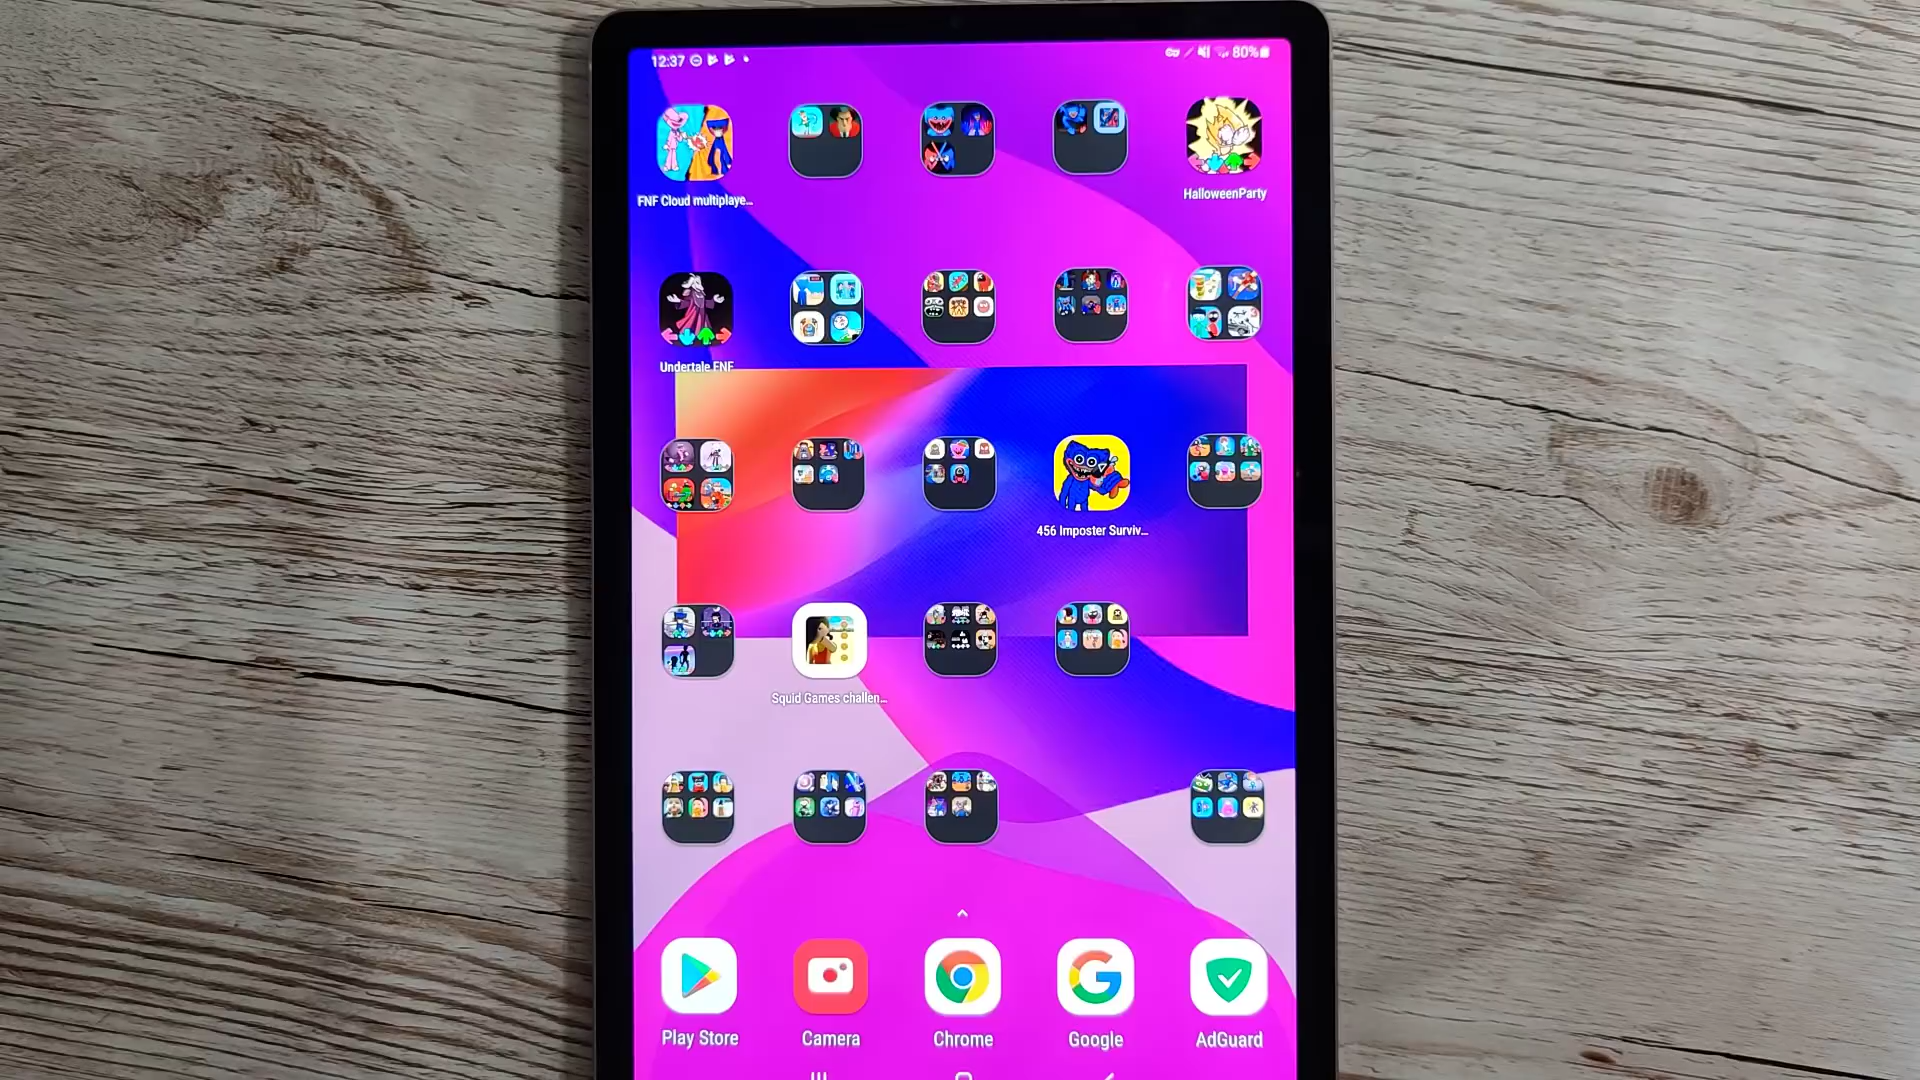 12:37
80%
FNF Cloud multiplaye...
HalloweenParty
Undertale FNF
456 Imposter Surviv...
Squid Games challen...
Play Store
Camera
Chrome
Google
AdGuard